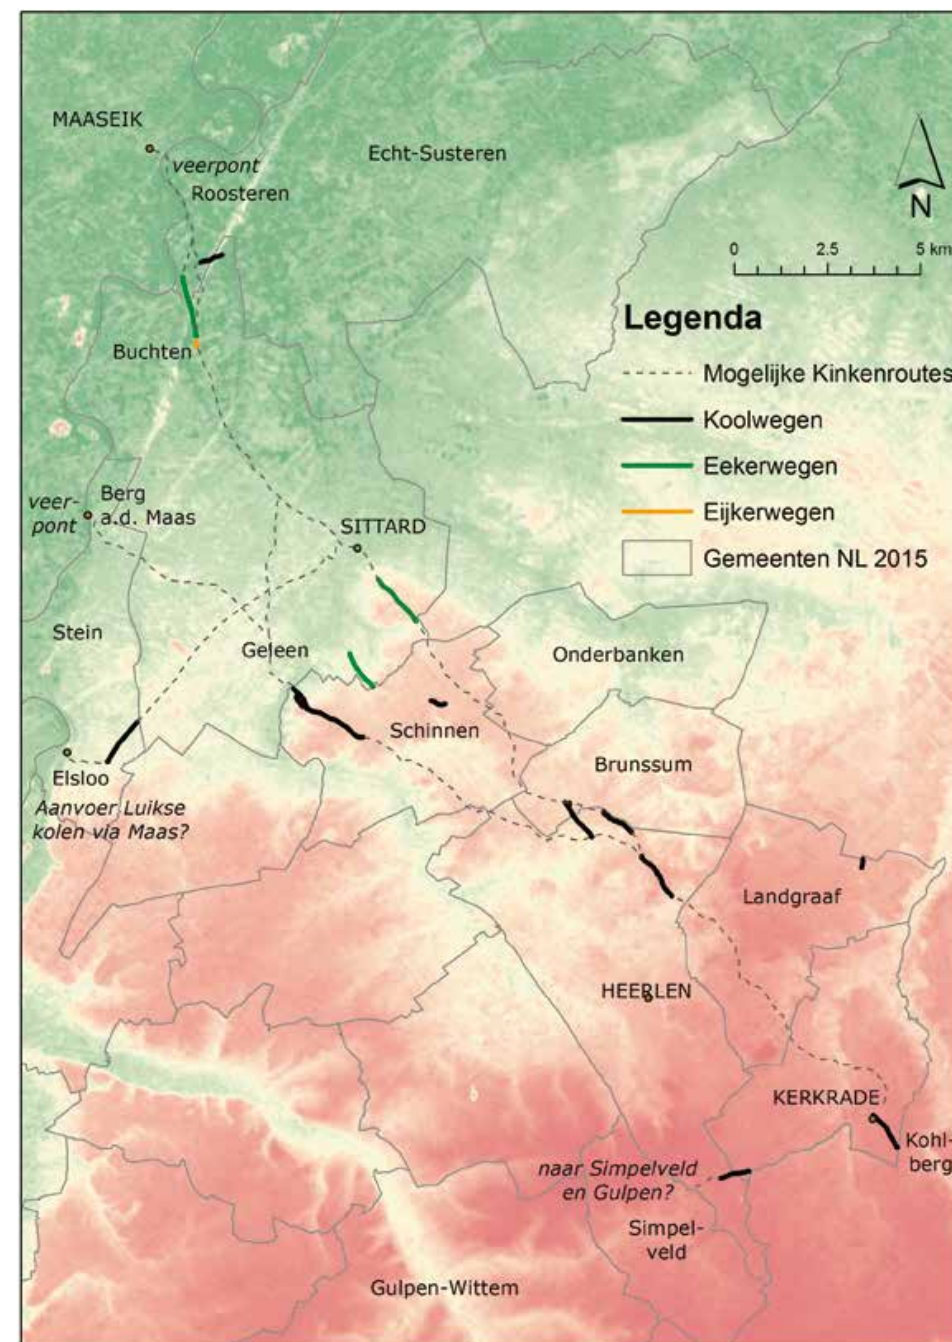 MAASEIK
veerpont
Roosteren
Echt-Susteren
N
0 2.5 5 km
Legenda
Mogelijke Kinkenroutes
Koolwegen
Eekerwegen
Eijkerwegen
Gemeenten NL 2015
Buchten
veer-
pont
Berg
a.d. Maas
SITTARD
Stein
Geleen
Onderbanken
Schinnen
Brunssum
Elsloo
Aanvoer Luikse
kolen via Maas?
Landgraaf
HEERLEN
KERKRADE
Kohl-
berg
naar Simpelveld
en Gulpen?
Simpel-
veld
Gulpen-Wittem